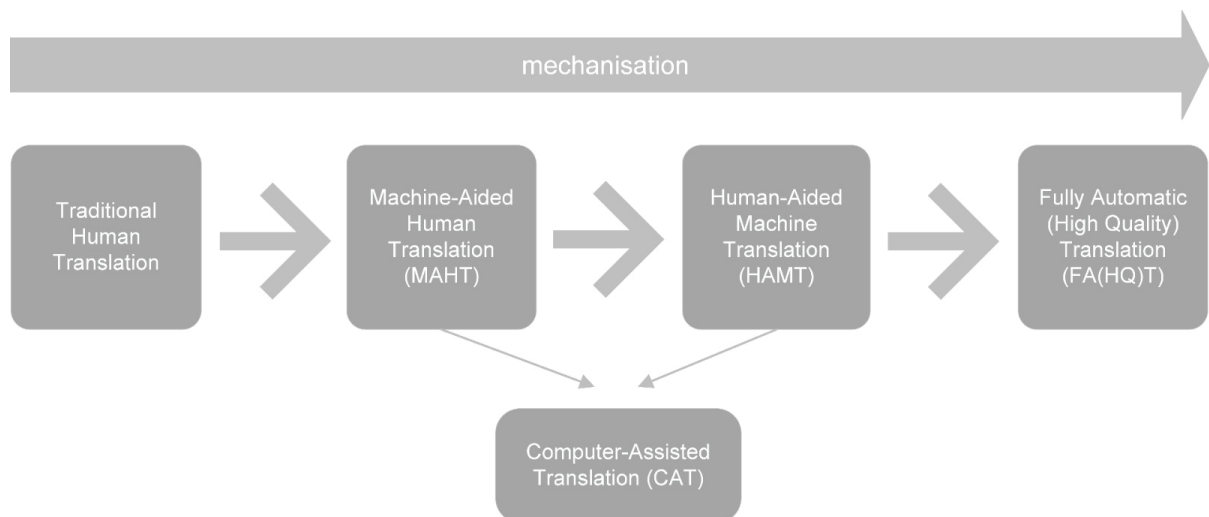 mechanisation
Traditional
Human
Translation
Machine-Aided
Human
Translation
(MAHT)
Human-Aided
Machine
Translation
(HAMT)
Fully Automatic
(High Quality)
Translation
(FA(HQ)T)
Computer-Assisted
Translation (CAT)